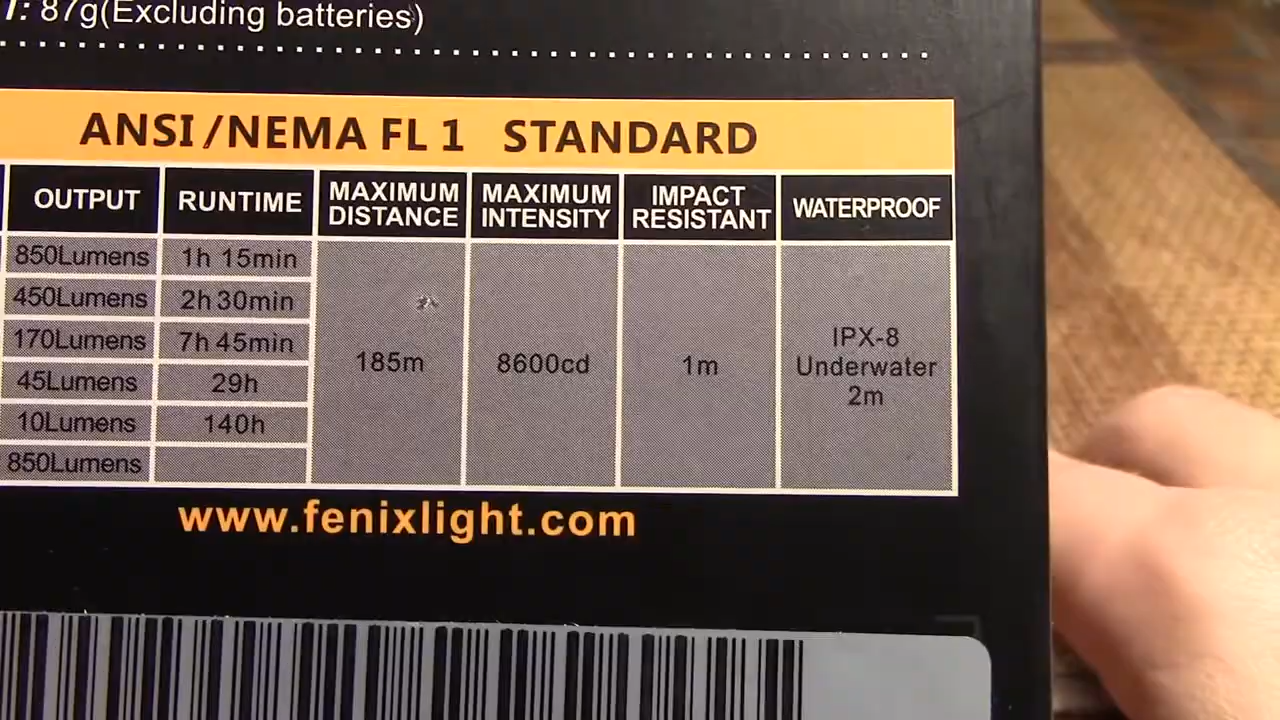 T: 87g(Excluding batteries)
ANSI/NEMA FL 1 STANDARD
OUTPUT RUNTIME MAXIMUM DISTANCE MAXIMUM INTENSITY IMPACT RESISTANT WATERPROOF
850Lumens 1h 15min
450Lumens 2h 30min
170Lumens 7h 45min
45Lumens 29h
10Lumens 140h
850Lumens
185m 8600cd 1m
IPX-8
Underwater
2m
www.fenixlight.com